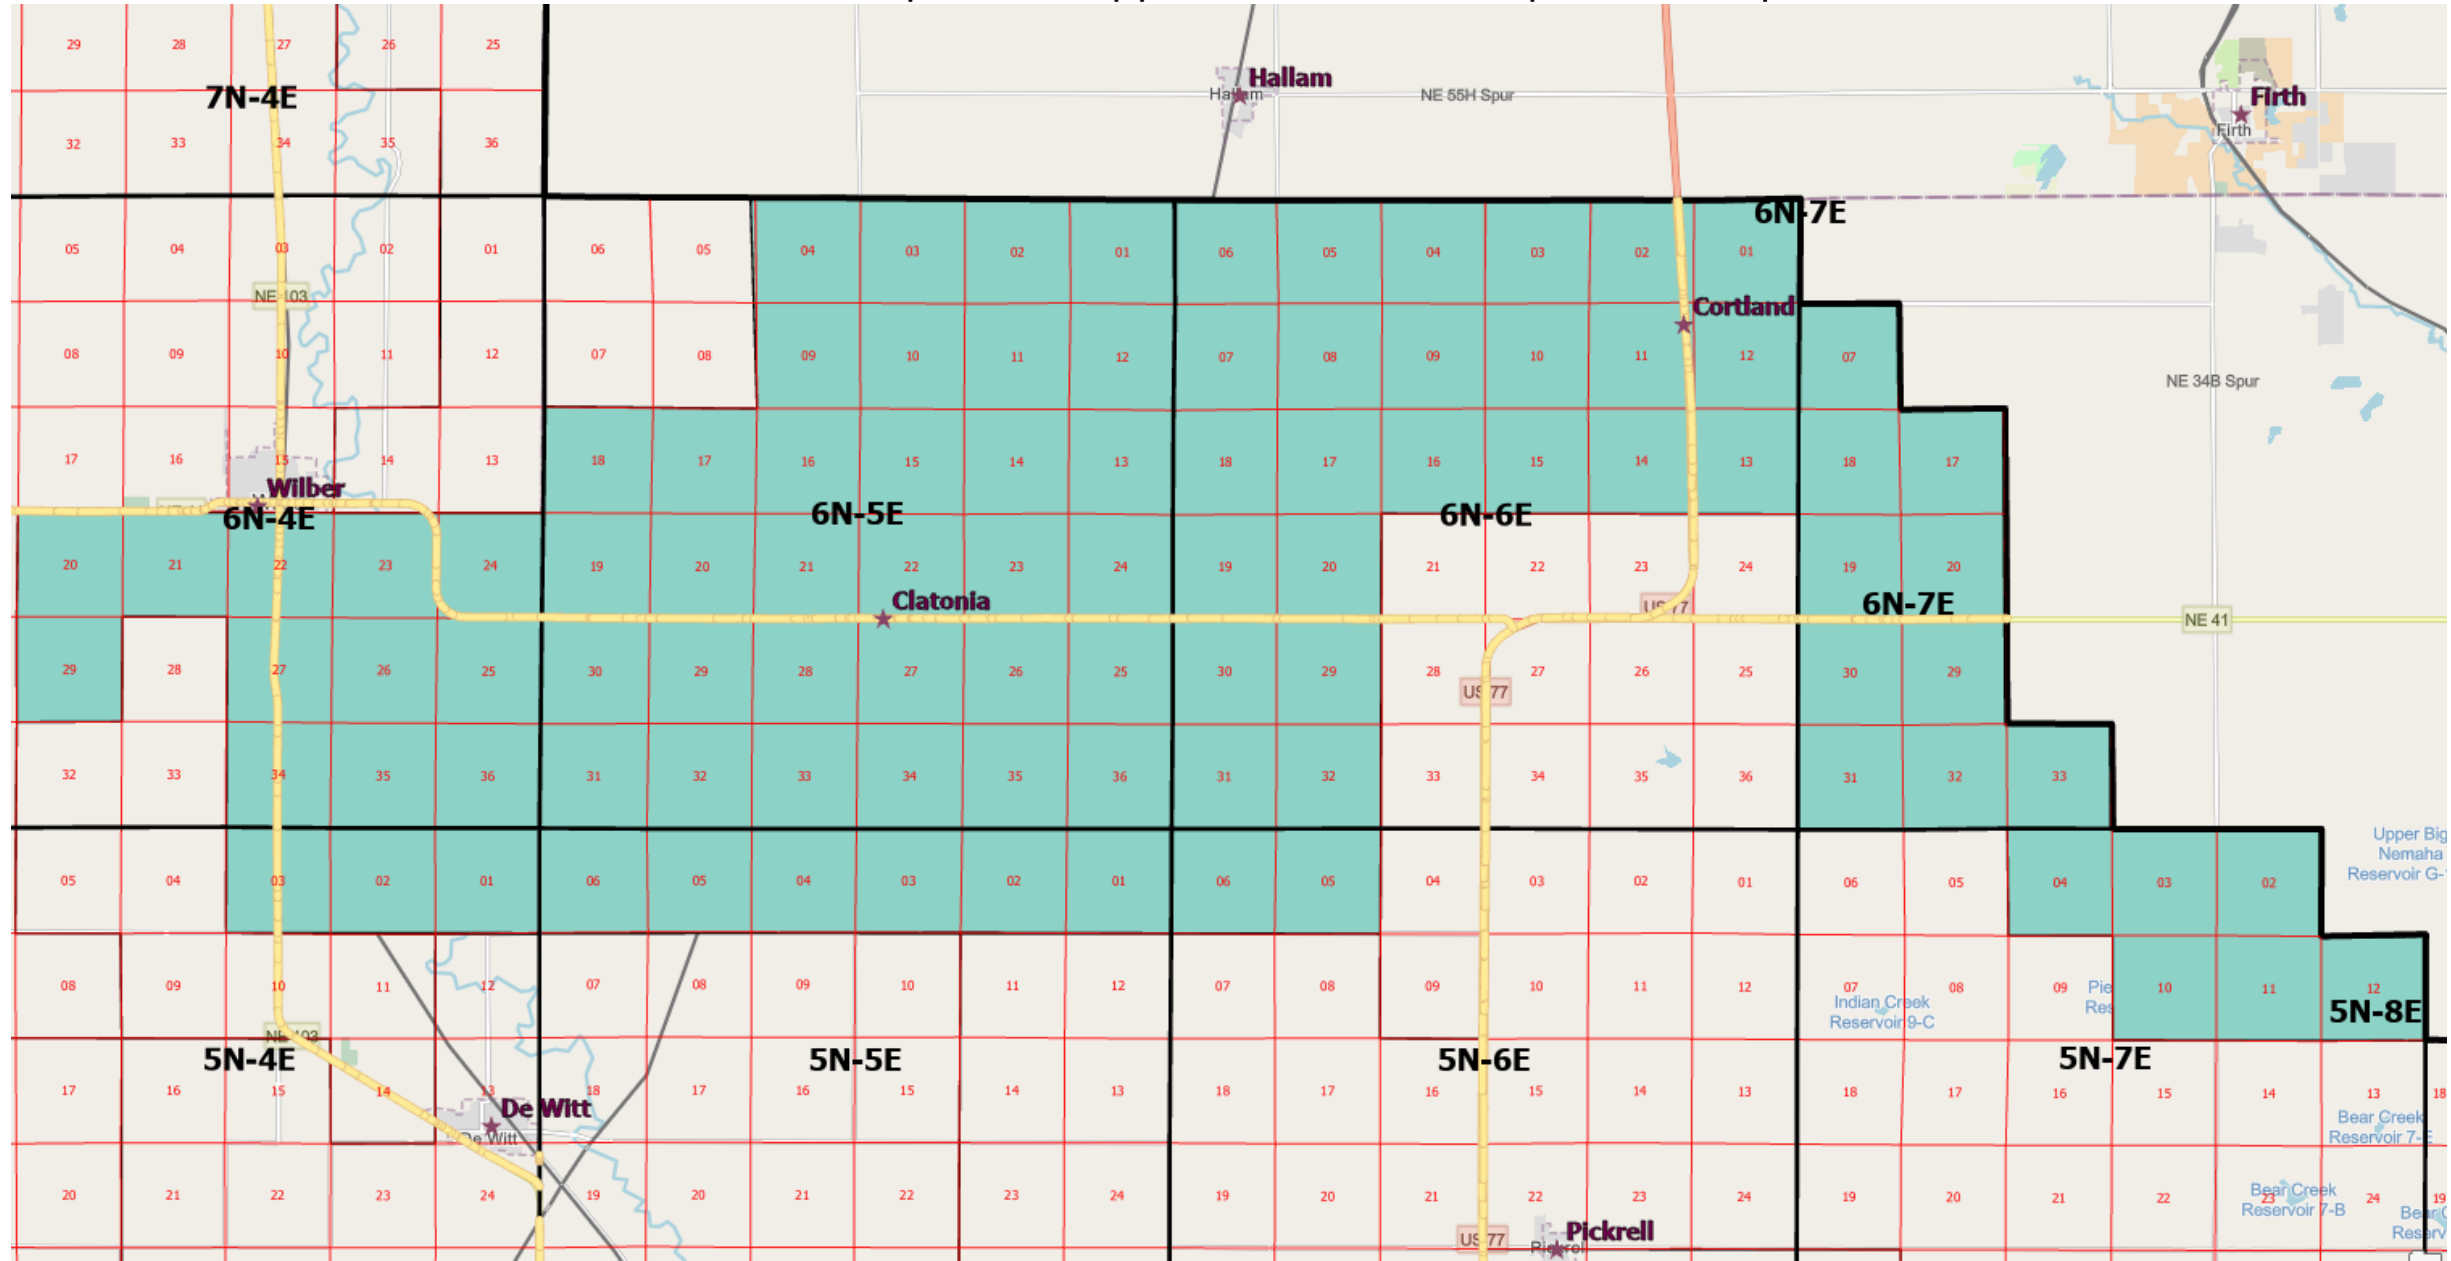 29 28 27 26 25
7N-4E
Hallam
Hallam
NE 55H Spur
Firth
Firth
32 33 34 35 36
6N-7E
05 04 03 02 01 06 05 04 03 02 01 06 05 04 03 02 01
NE 103
Cortland
08 09 10 11 12 07 08 09 10 11 12 07 08 09 10 11 12 07
NE 34B Spur
17 16 15 14 13 18 17 16 15 14 13 18 17 16 15 14 13 18 17
Wilber
6N-4E 6N-5E 6N-6E
20 21 22 23 24 19 20 21 22 23 24 19 20 21 22 23 24 19 20
Clatonia
US 77
6N-7E
NE 41
29 28 27 26 25 30 29 28 27 26 25 30 29 28 27 26 25 30 29
US 77
32 33 34 35 36 31 32 33 34 35 36 31 32 33 34 35 36 31 32 33
Upper Big
Nemaha
Reservoir G-
05 04 03 02 01 06 05 04 03 02 01 06 05 04 03 02 01 06 05 04 03 02
08 09 10 11 12 07 08 09 10 11 12 07 08 09 10 11 12 07 08 09 10 11 12
Pie
Res
Indian Creek
Reservoir 9-C
5N-8E
NE 103
5N-4E 5N-5E 5N-6E 5N-7E
17 16 15 14 13 18 17 16 15 14 13 18 17 16 15 14 13 18 17 16 15 14 13 18
De Witt
De Witt
Bear Creek
Reservoir 7-E
20 21 22 23 24 19 20 21 22 23 24 19 20 21 22 23 24 19 20 21 22 23 24 19
Bear Creek
Reservoir 7-B
Bear C
Reserv
US 77
Pickrell